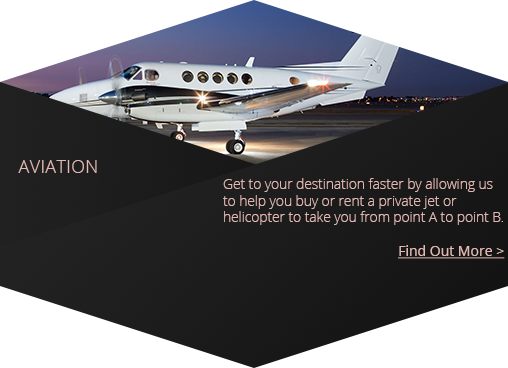 AVIATION
Get to your destination faster by allowing us
to help you buy or rent a private jet or
helicopter to take you from point A to point B.
Find Out More >